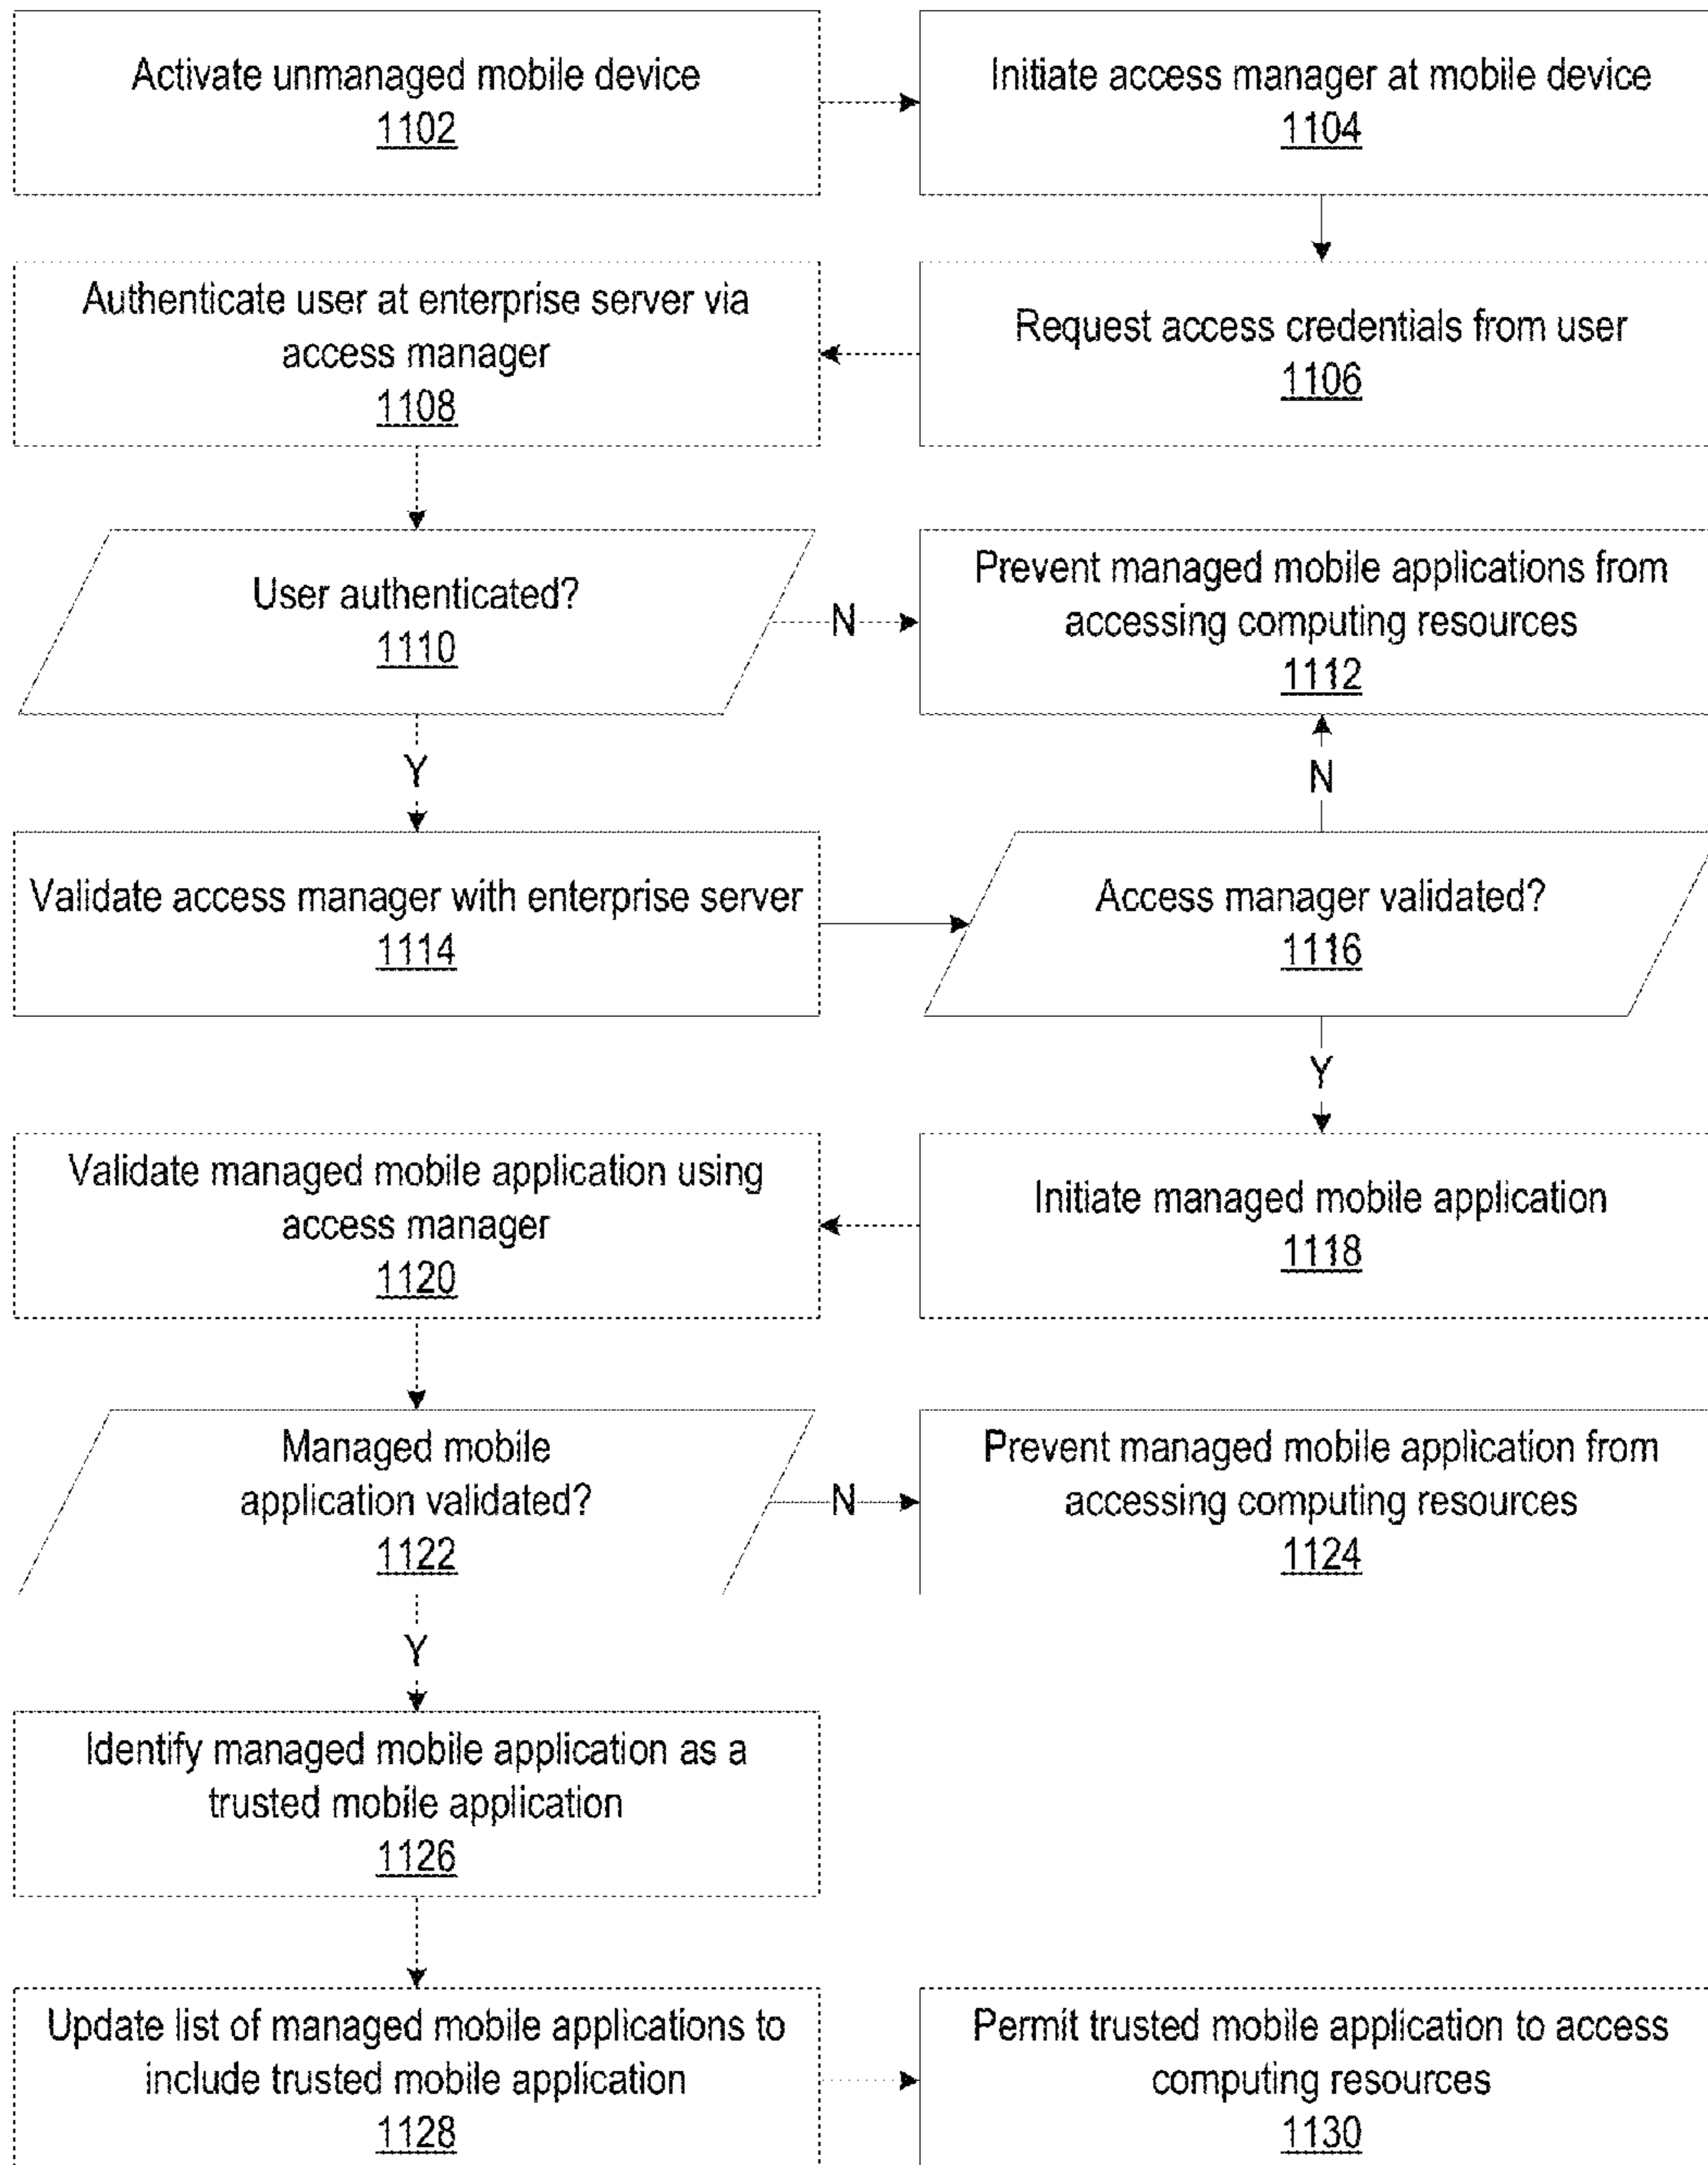 Activate unmanaged mobile device
1102
Initiate access manager at mobile device
1104
Request access credentials from user
1106
Authenticate user at enterprise server via
access manager
1108
User authenticated?
1110
N
Prevent managed mobile applications from
accessing computing resources
1112
Y
N
Validate access manager with enterprise server
1114
Access manager validated?
1116
Y
Initiate managed mobile application
1118
Validate managed mobile application using
access manager
1120
Managed mobile
application validated?
1122
N
Prevent managed mobile application from
accessing computing resources
1124
Y
Identify managed mobile application as a
trusted mobile application
1126
Update list of managed mobile applications to
include trusted mobile application
1128
Permit trusted mobile application to access
computing resources
1130